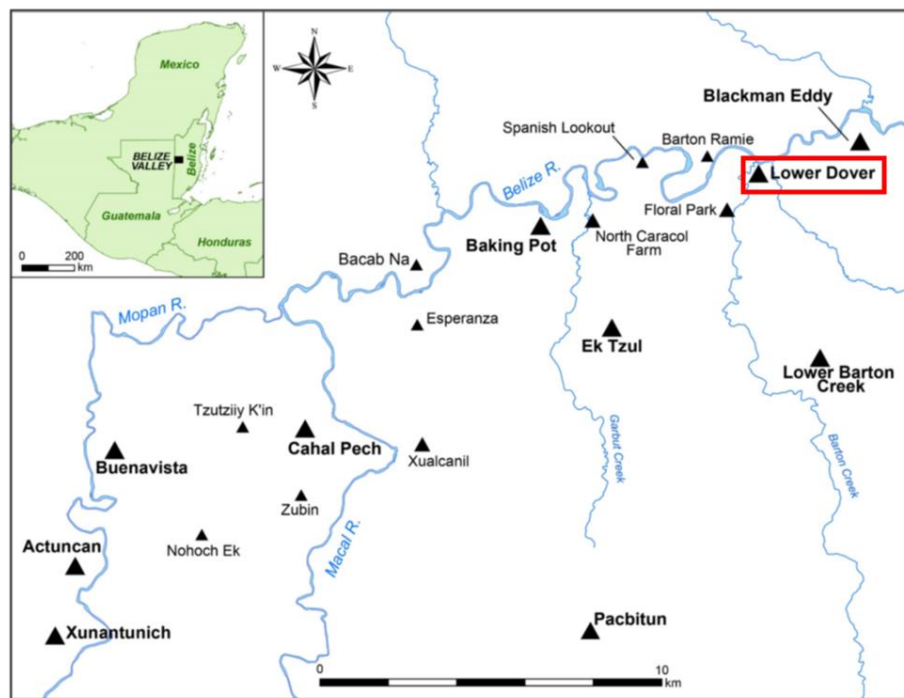 Mexico
BELIZE
VALLEY
Belize
Guatemala
Honduras
0 200
km
N
W E
S
Blackman Eddy
Spanish Lookout
Barton Ramie
Lower Dover
Belize R.
Floral Park
Baking Pot
North Caracol
Farm
Bacab Na
Mopan R.
Esperanza
Ek Tzul
Lower Barton
Creek
Tzutziiy K'in
Cahal Pech
Xualcanil
Garbut Creek
Barton Creek
Buenavista
Zubin
Nohoch Ek
Macal R.
Actuncan
Xunantunich
Pacbitun
0 10
km